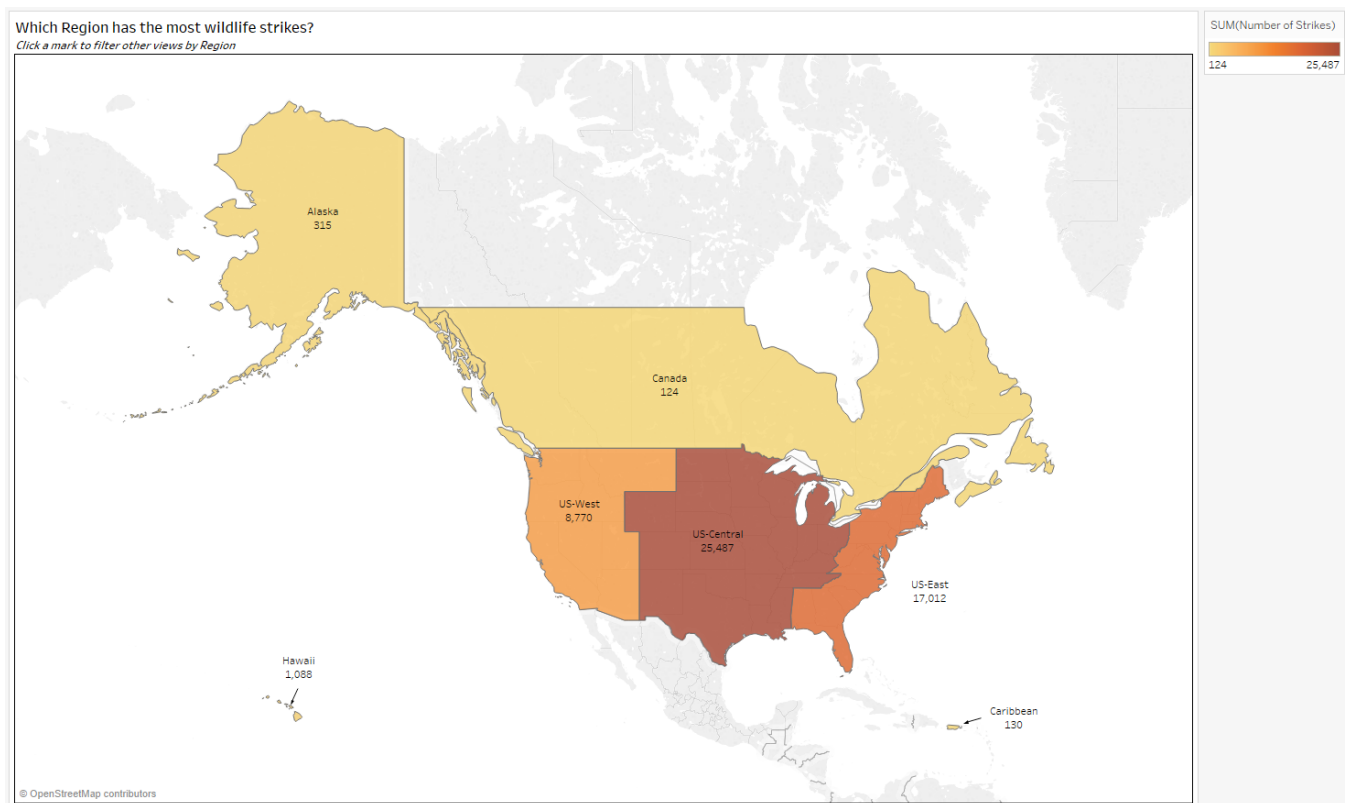 Which Region has the most wildlife strikes?
Click a mark to filter other views by Region
SUM(Number of Strikes)
124 25,487
Alaska
315
Canada
124
US-West
8,770
US-Central
25,487
US-East
17,012
Hawaii
1,088
Caribbean
130
© OpenStreetMap contributors